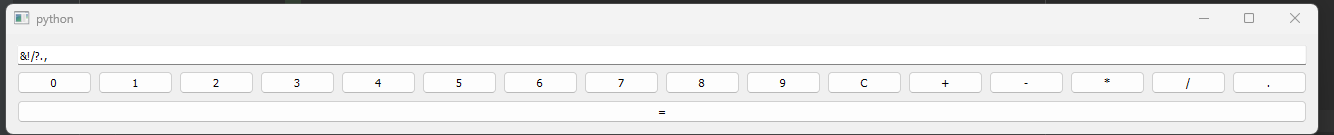 python
&!/?.,
0 1 2 3 4 5 6 7 8 9 C + - * / .
=